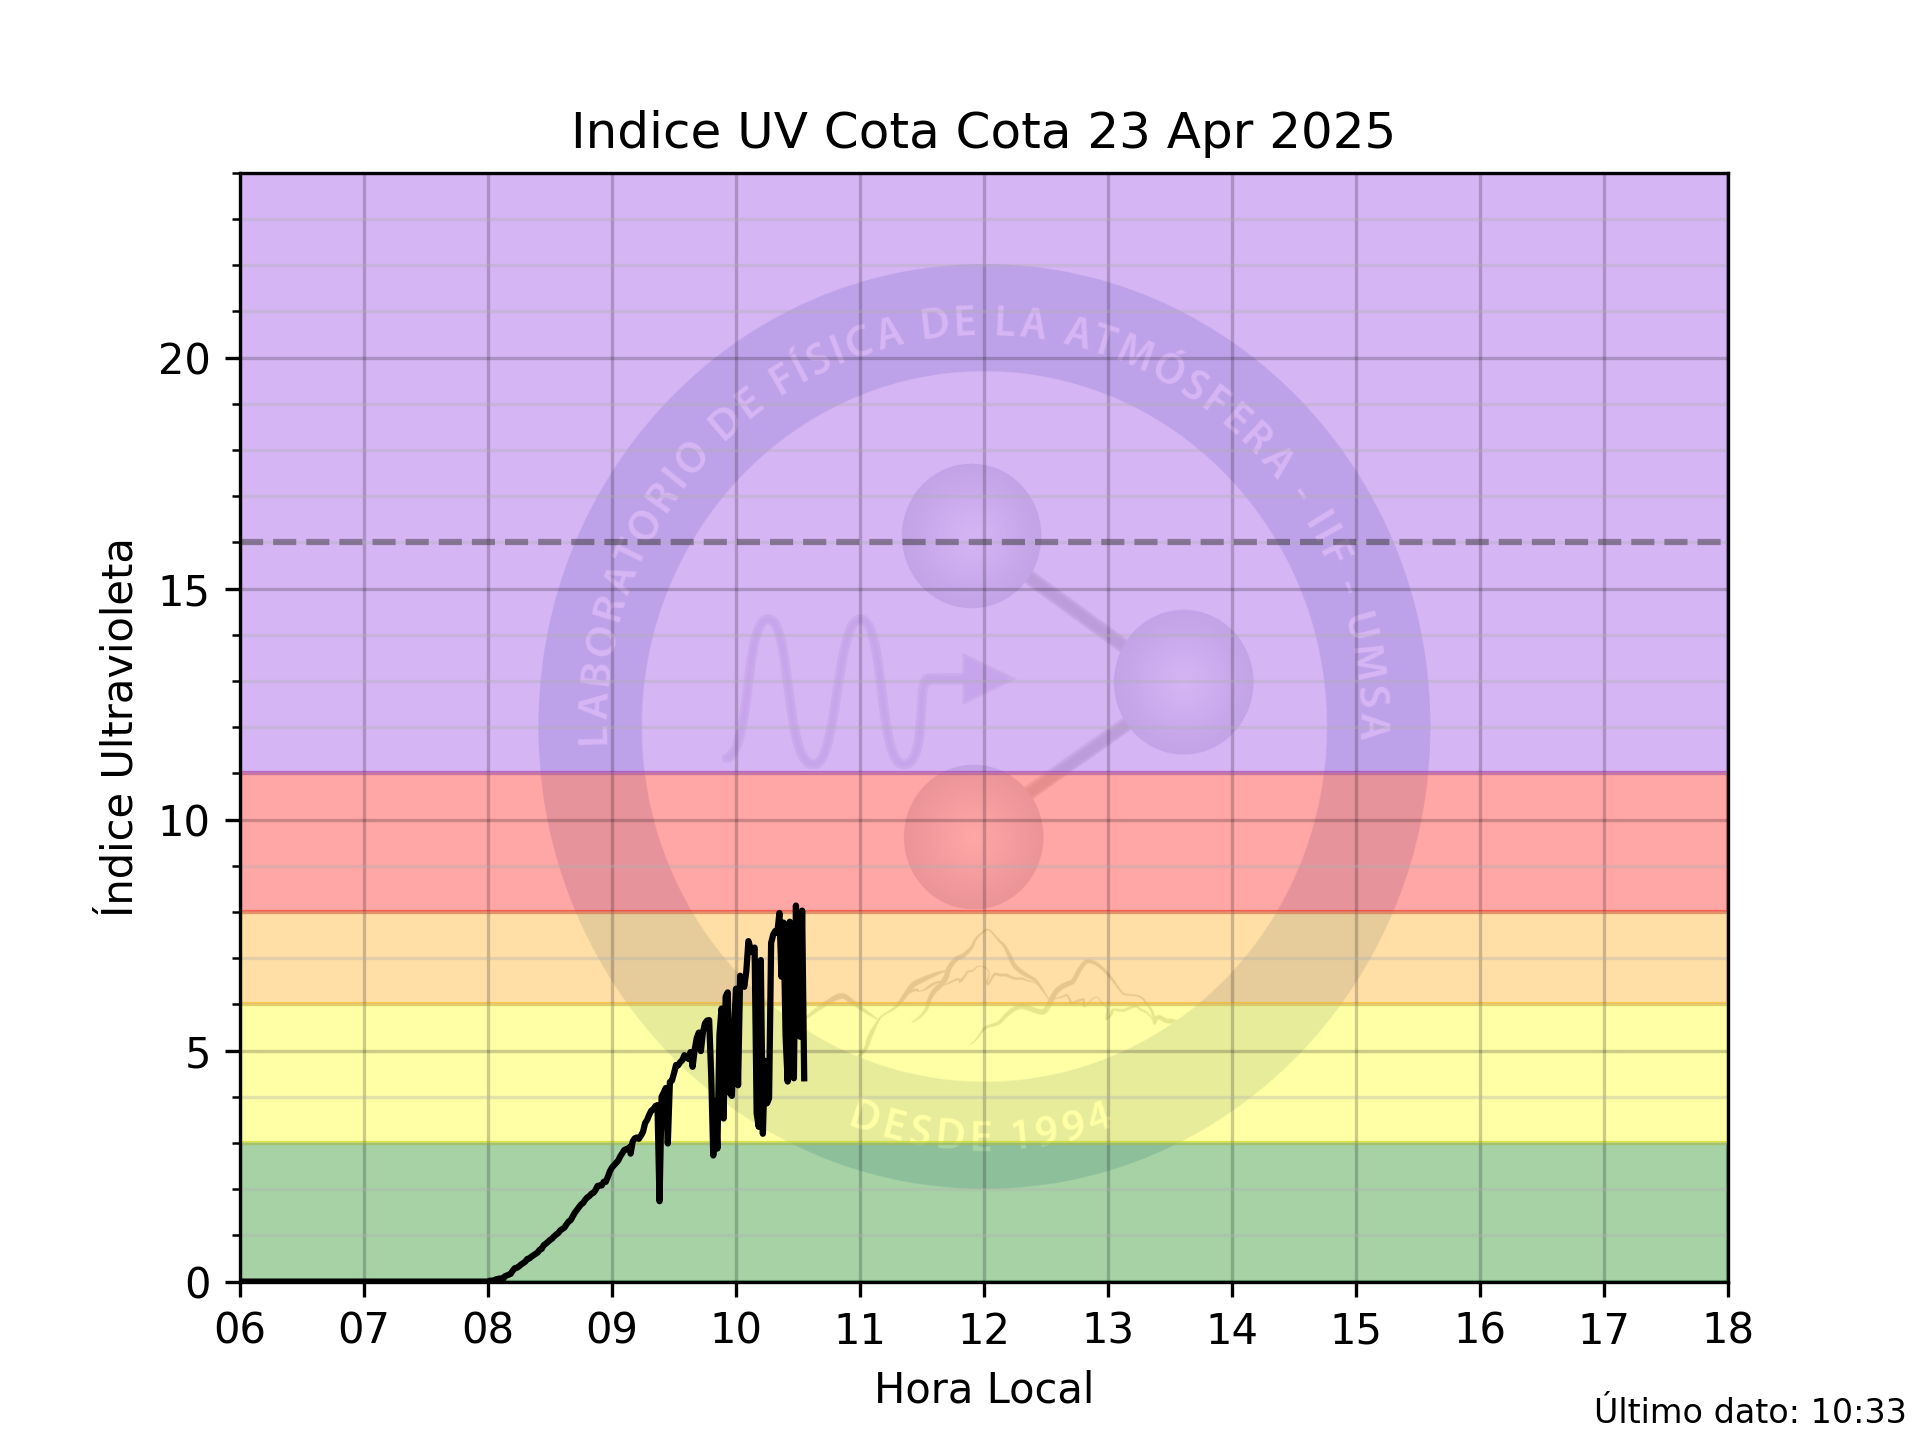 Indice UV Cota Cota 23 Apr 2025
LABORATORIO DE FÍSICA DE LA ATMÓSFERA - IIF - UMSA
DESDE 1994
Índice Ultravioleta
20
15
10
5
0
06 07 08 09 10 11 12 13 14 15 16 17 18
Hora Local
Último dato: 10:33